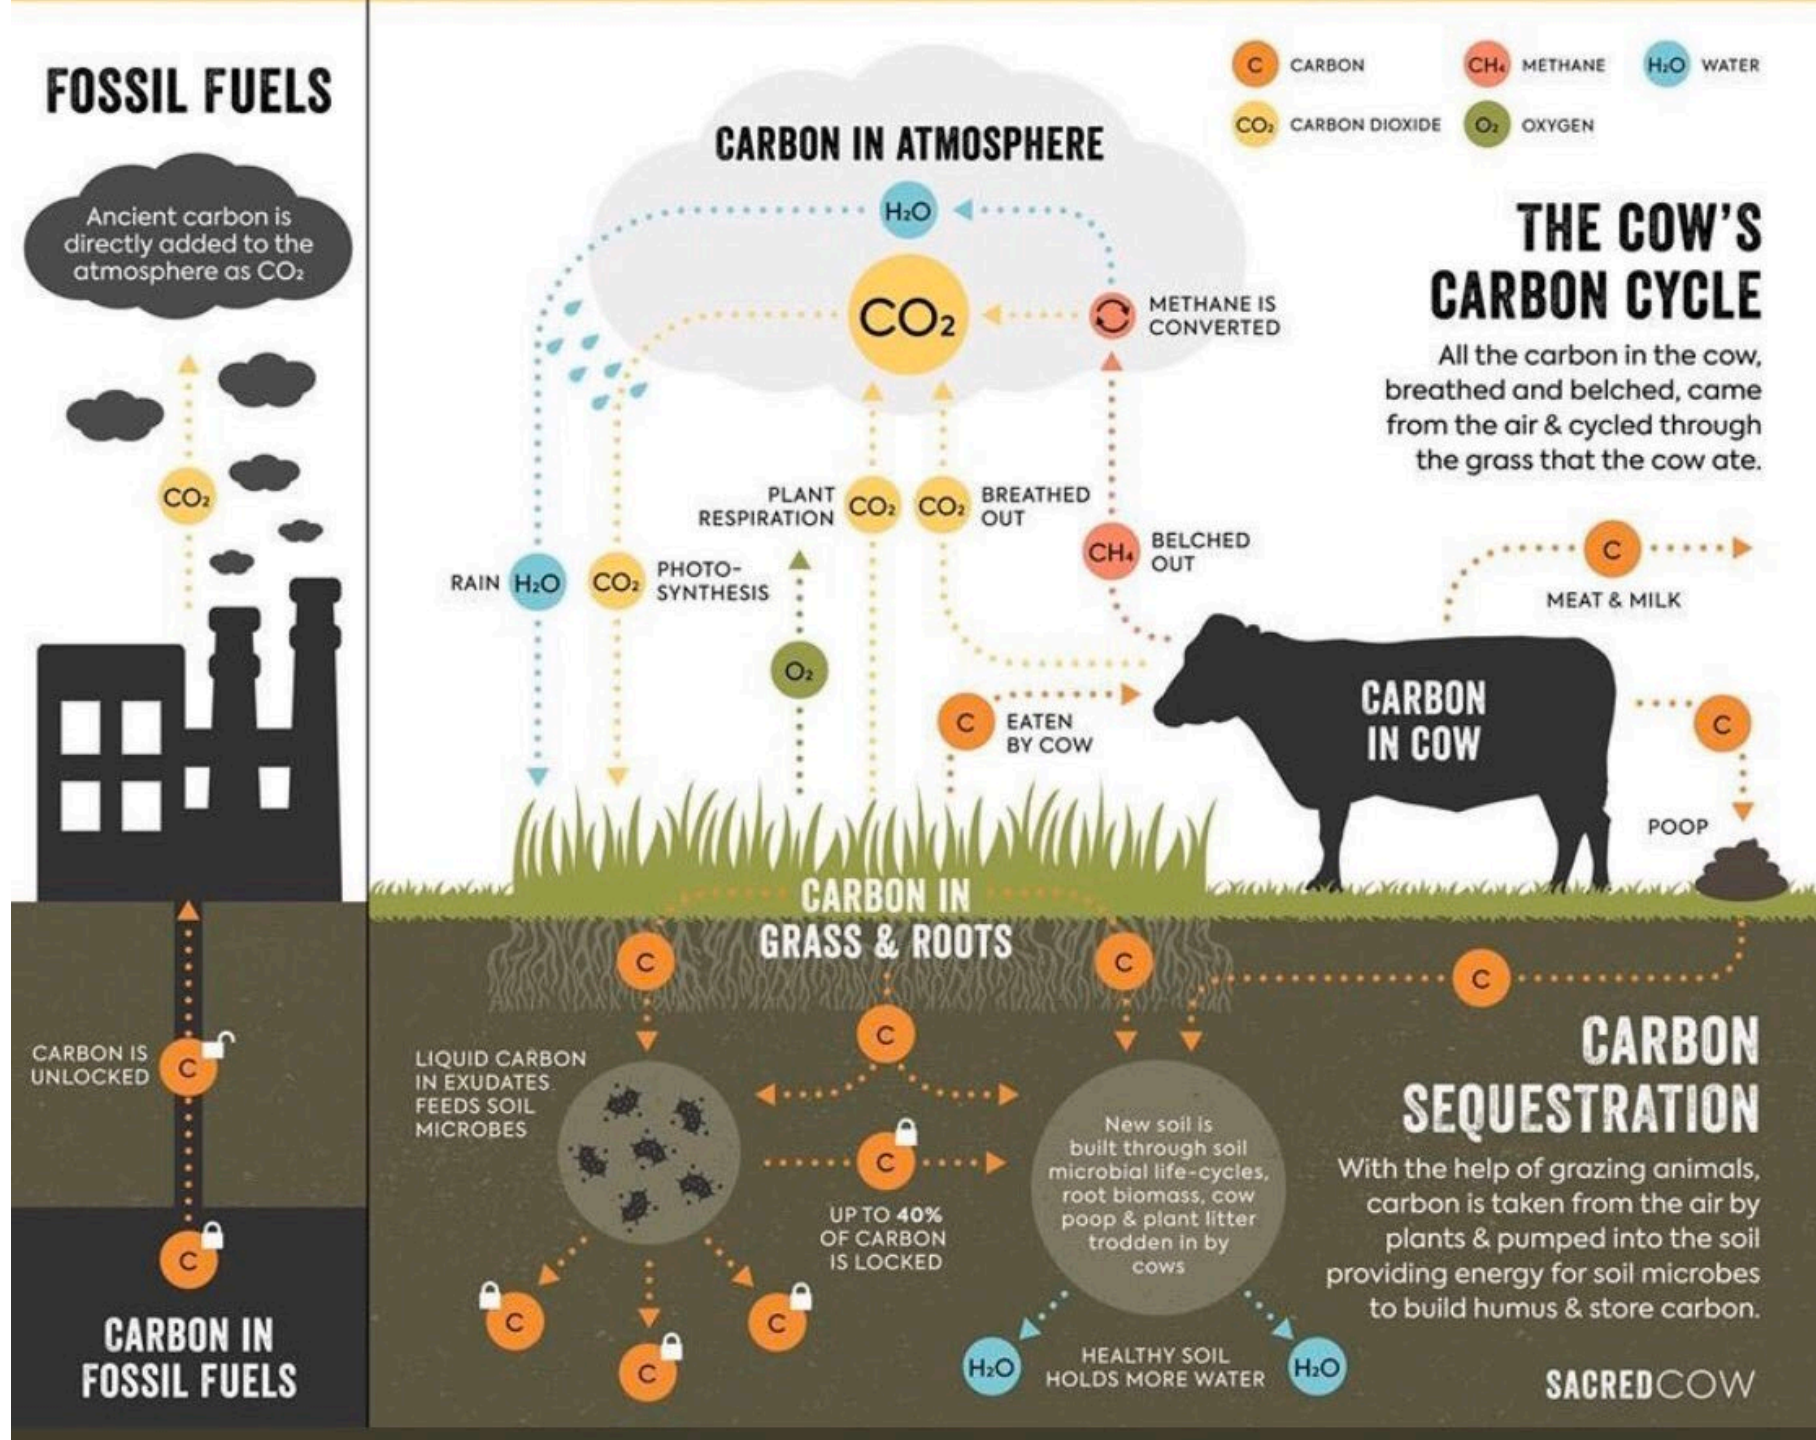 FOSSIL FUELS
Ancient carbon is
directly added to the
atmosphere as CO₂
CO₂
CARBON IS
UNLOCKED
C
C
CARBON IN
FOSSIL FUELS
C CARBON
CH₄ METHANE
H₂O WATER
CO₂ CARBON DIOXIDE
O₂ OXYGEN
CARBON IN ATMOSPHERE
H₂O
CO₂
METHANE IS
CONVERTED
THE COW'S
CARBON CYCLE
All the carbon in the cow,
breathed and belched, came
from the air & cycled through
the grass that the cow ate.
RAIN H₂O
CO₂ PHOTO-
SYNTHESIS
PLANT
RESPIRATION
CO₂
CO₂
BREATHED
OUT
CH₄
BELCHED
OUT
O₂
C
EATEN
BY COW
C
MEAT & MILK
CARBON
IN COW
C
POOP
CARBON IN
GRASS & ROOTS
C
C
C
C
LIQUID CARBON
IN EXUDATES
FEEDS SOIL
MICROBES
C
UP TO 40%
OF CARBON
IS LOCKED
C
C
C
New soil is
built through soil
microbial life-cycles,
root biomass, cow
poop & plant litter
trodden in by
cows
H₂O
HEALTHY SOIL
HOLDS MORE WATER
H₂O
CARBON
SEQUESTRATION
With the help of grazing animals,
carbon is taken from the air by
plants & pumped into the soil
providing energy for soil microbes
to build humus & store carbon.
SACREDCOW